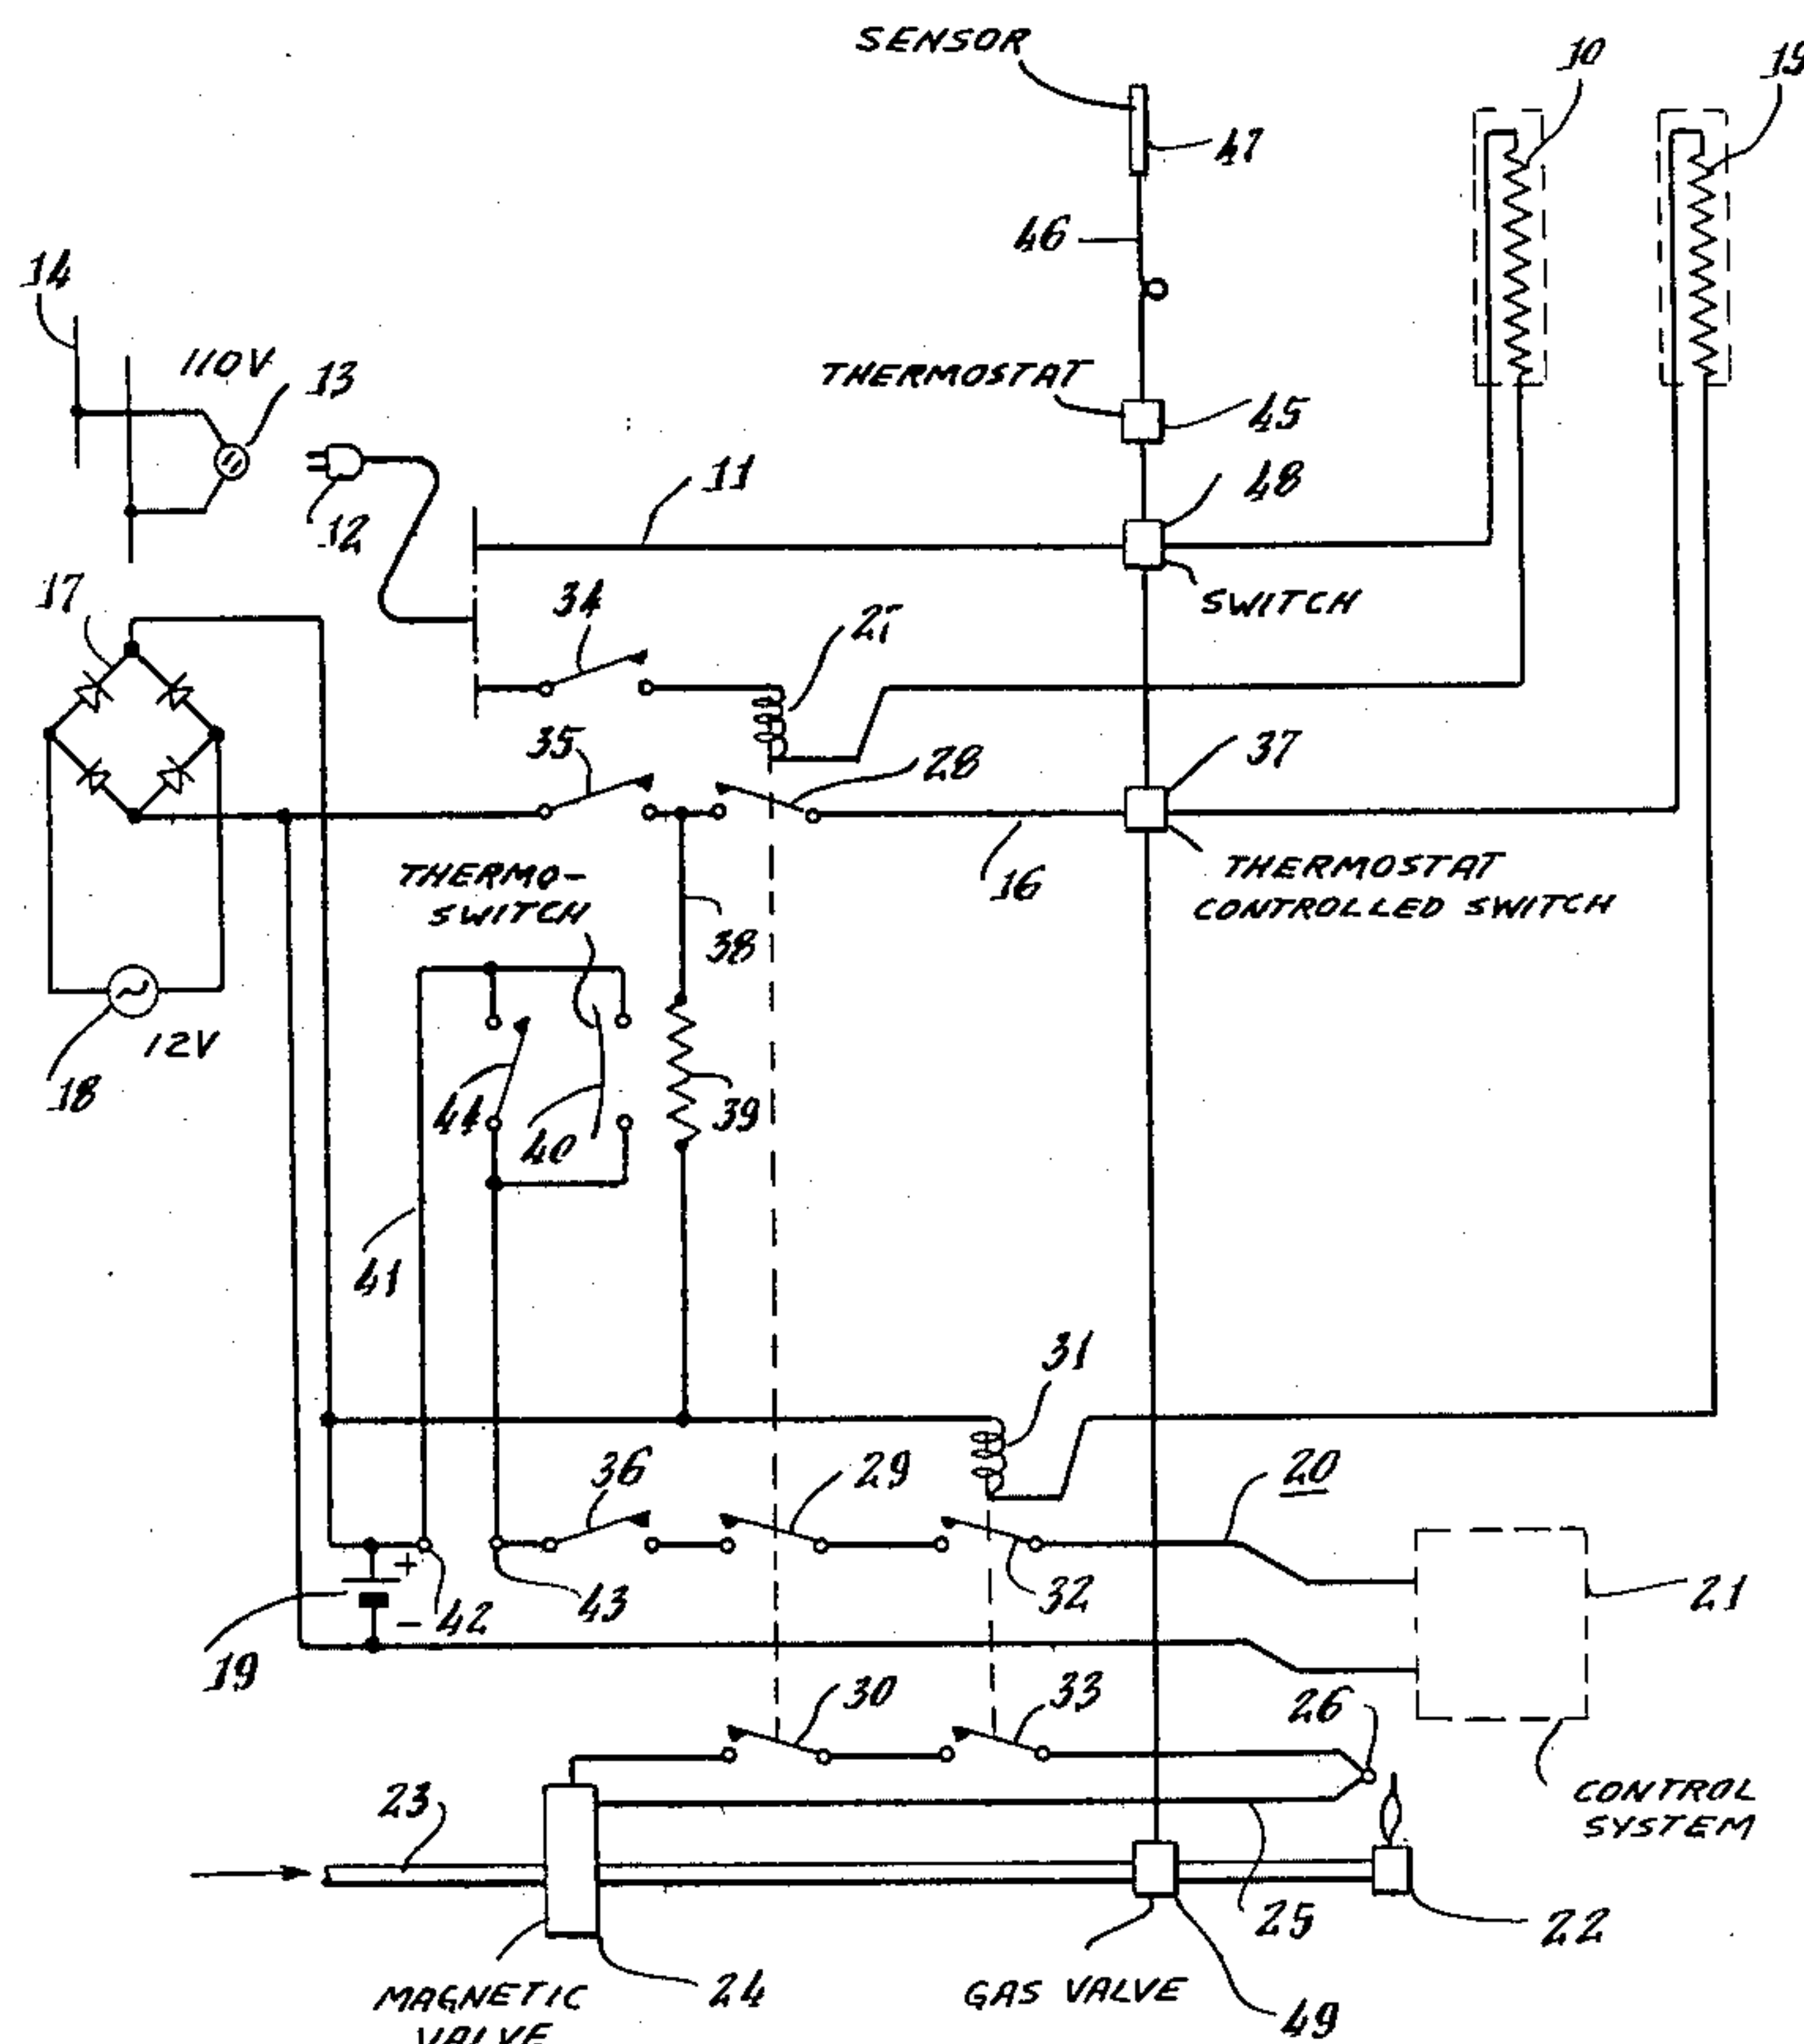 SENSOR
10
19
47
46
14
110V
13
THERMOSTAT
45
12
11
48
SWITCH
17
34
27
35
28
37
THERMO-
SWITCH
38
16
THERMOSTAT
CONTROLLED SWITCH
12V
18
44
40
39
41
31
36
29
20
19
+
- 42
43
32
21
30
33
26
23
CONTROL
SYSTEM
25
22
MAGNETIC
VALVE
24
GAS VALVE
49